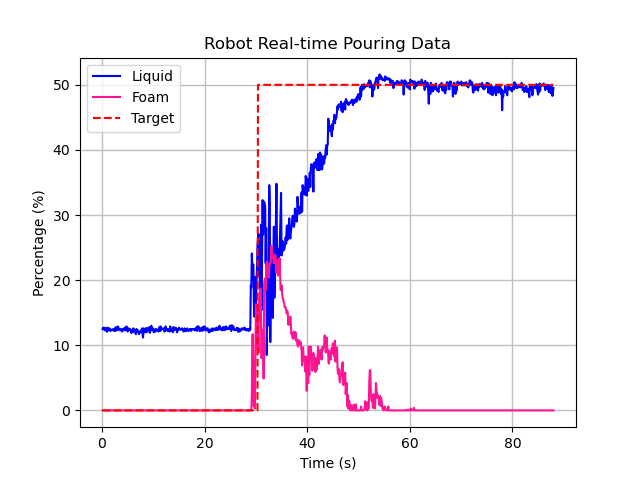 Robot Real-time Pouring Data
Liquid
Foam
Target
Percentage (%)
50
40
30
20
10
0
0 20 40 60 80
Time (s)